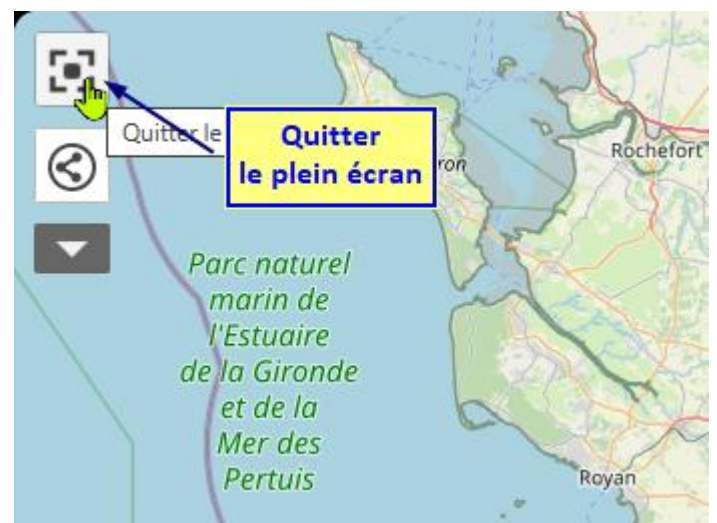 Quitter le
Quitter
le plein écran
ron
Rochefort
Parc naturel
marin de
l'Estuaire
de la Gironde
et de la
Mer des
Pertuis
Royan